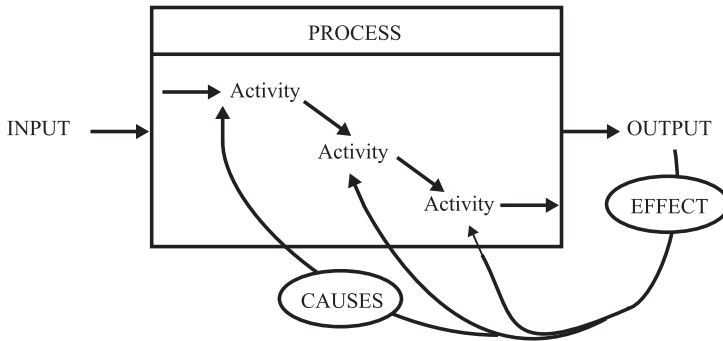 PROCESS
Activity
INPUT
OUTPUT
Activity
Activity
EFFECT
CAUSES